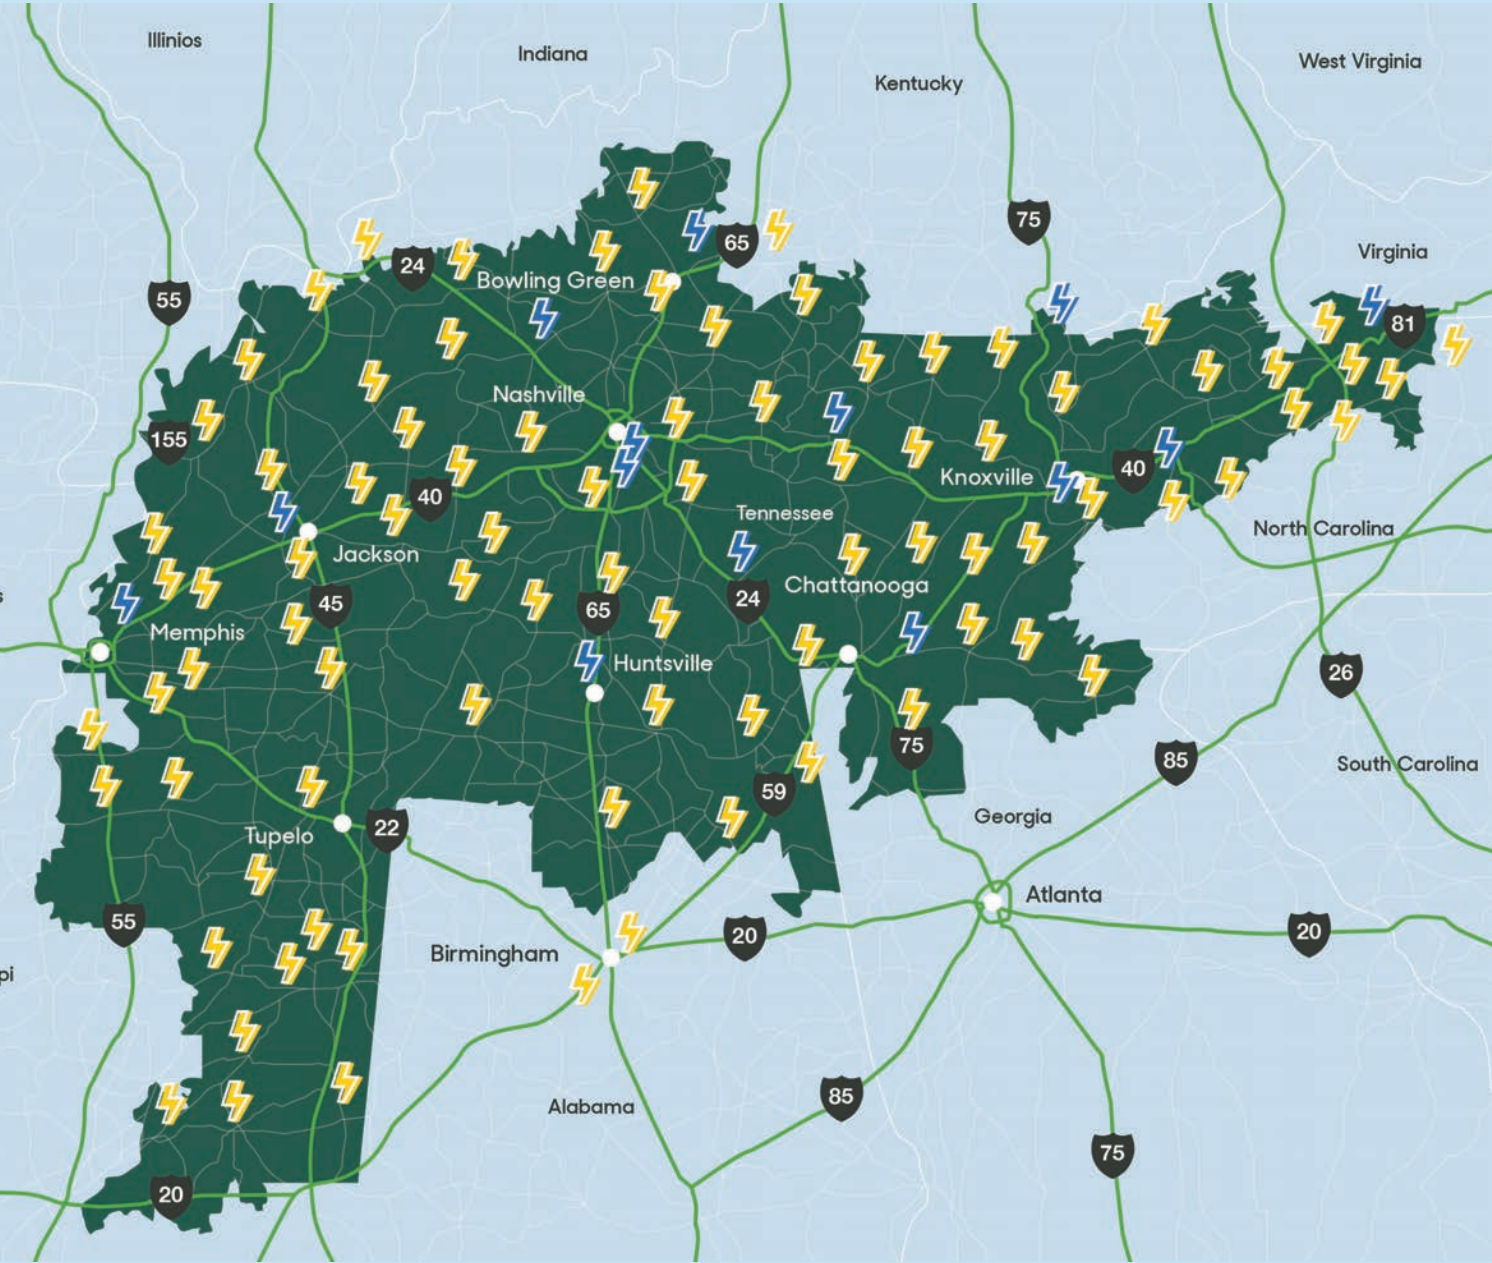 Illinios
Indiana
Kentucky
West Virginia
75
Virginia
65
24
Bowling Green
55
81
Nashville
155
40
Knoxville
40
Tennessee
North Carolina
Jackson
Chattanooga
s
45
65
24
Memphis
Huntsville
26
75
85
South Carolina
59
Georgia
Tupelo
22
Atlanta
55
20
20
Birmingham
pi
85
Alabama
75
20